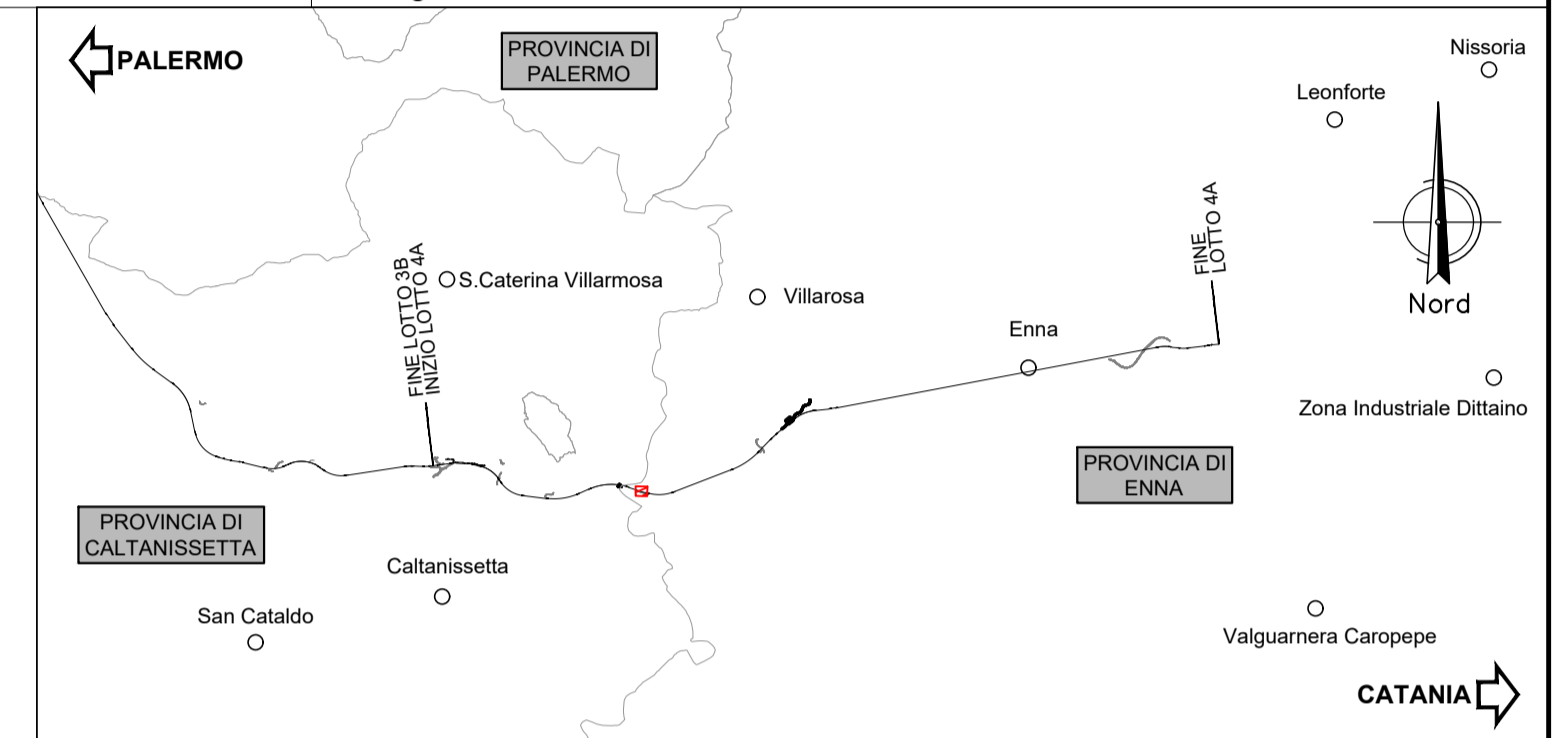 PALERMO
PROVINCIA DI
PALERMO
Nissoria
Leonforte
FINE LOTTO 3B
INIZIO LOTTO 4A
S.Caterina Villarmosa
Villarosa
FINE
LOTTO 4A
Nord
Enna
Zona Industriale Dittaino
PROVINCIA DI
ENNA
PROVINCIA DI
CALTANISSETTA
Caltanissetta
San Cataldo
Valguarnera Caropepe
CATANIA